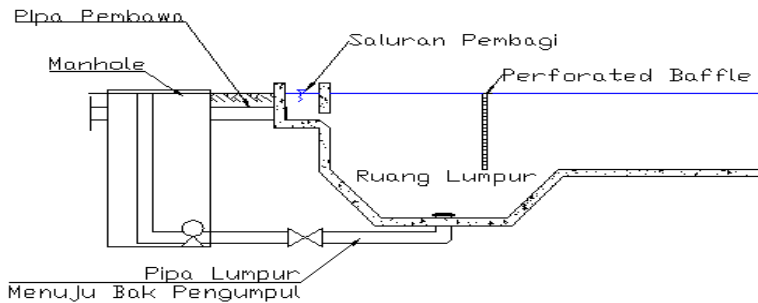 Pipa Pembawa
Saluran Pembagi
Manhole
Perforated Baffle
Ruang Lumpur
Pipa Lumpur
Menuju Bak Pengumpul